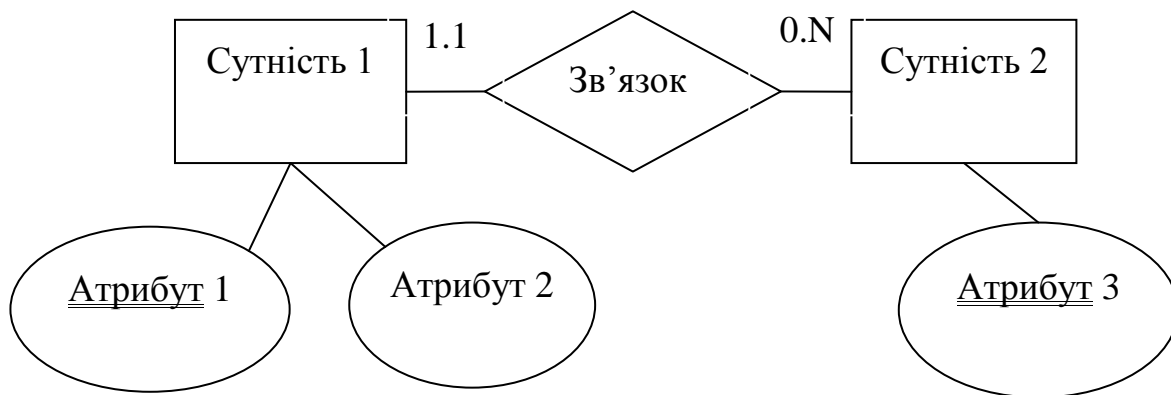 Сутність 1
1.1
Зв’язок
0.N
Сутність 2
Атрибут 1
Атрибут 2
Атрибут 3